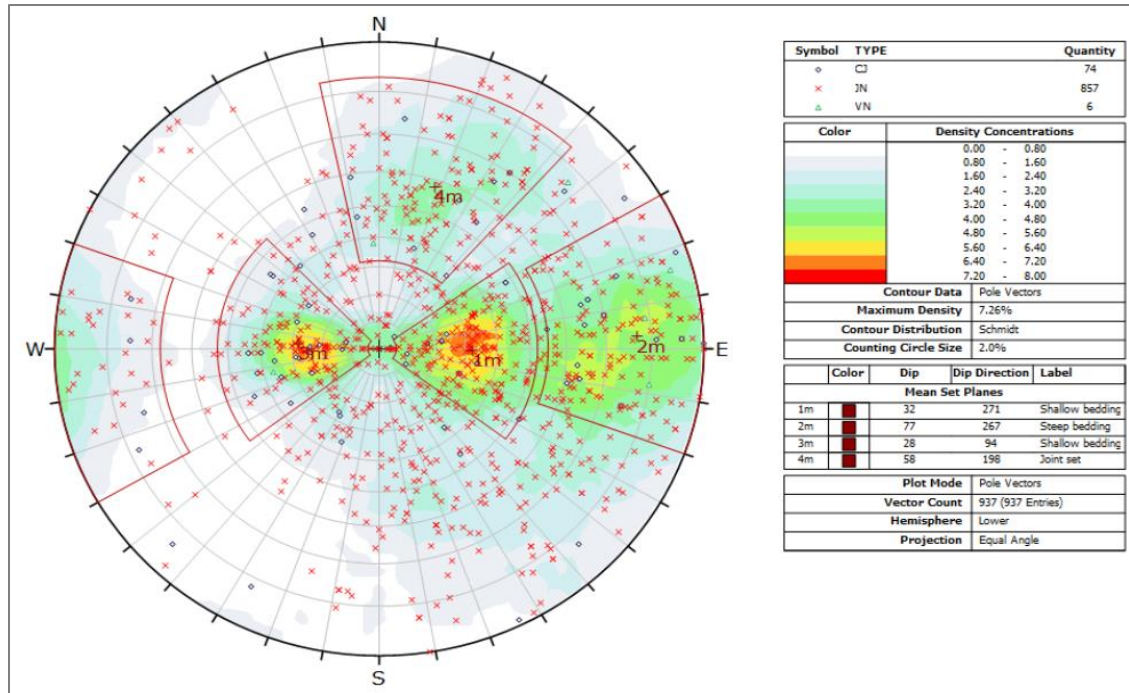 N
W
E
S
4m
2m
1m
3m
Symbol TYPE Quantity
CJ 74
JN 857
VN 6
Color Density Concentrations
0.00 - 0.80
0.80 - 1.60
1.60 - 2.40
2.40 - 3.20
3.20 - 4.00
4.00 - 4.80
4.80 - 5.60
5.60 - 6.40
6.40 - 7.20
7.20 - 8.00
Contour Data Pole Vectors
Maximum Density 7.26%
Contour Distribution Schmidt
Counting Circle Size 2.0%
Color Dip Dip Direction Label
Mean Set Planes
1m 32 271 Shallow bedding
2m 77 267 Steep bedding
3m 28 94 Shallow bedding
4m 58 198 Joint set
Plot Mode Pole Vectors
Vector Count 937 (937 Entries)
Hemisphere Lower
Projection Equal Angle